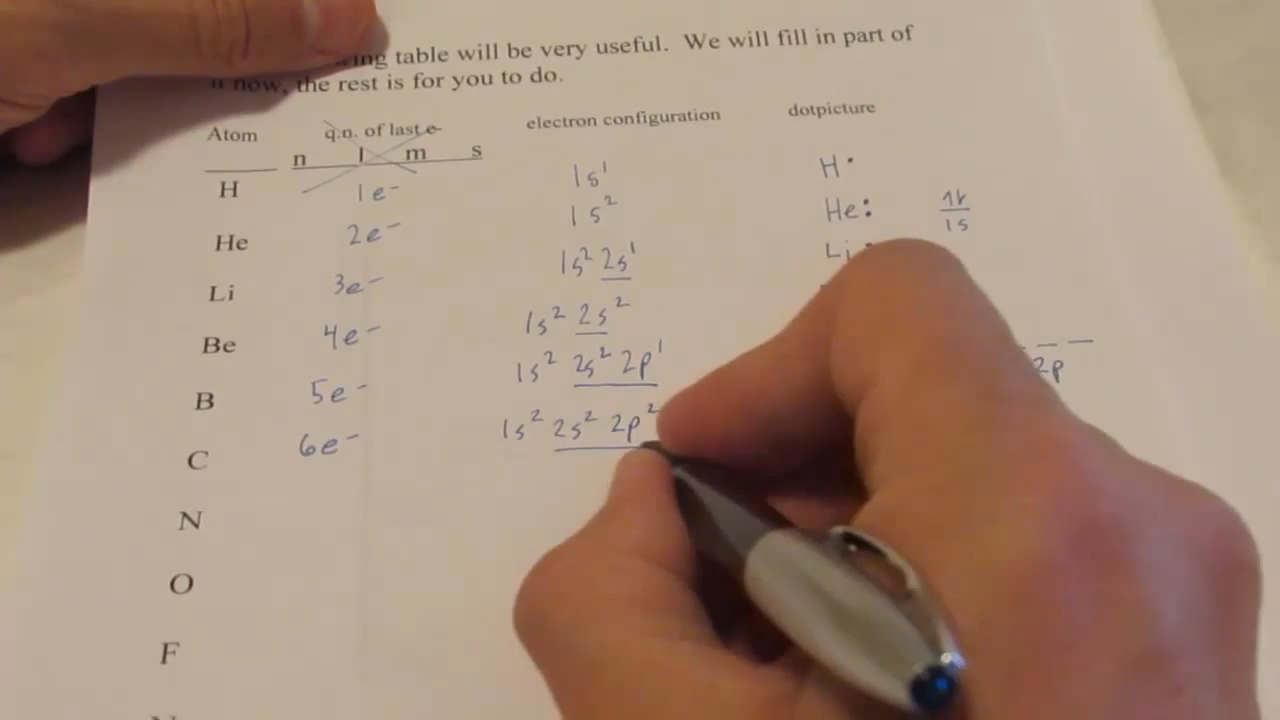 table will be very useful. We will fill in part of
now, the rest is for you to do.
Atom q.n. of last e- electron configuration dotpicture
n l m s
H 1e- 1s¹ H·
He 2e- 1s² He: 1s
Li 3e- 1s² 2s¹ Li
Be 4e- 1s² 2s²
B 5e- 1s² 2s² 2p¹ 2p
C 6e- 1s² 2s² 2p²
N
O
F